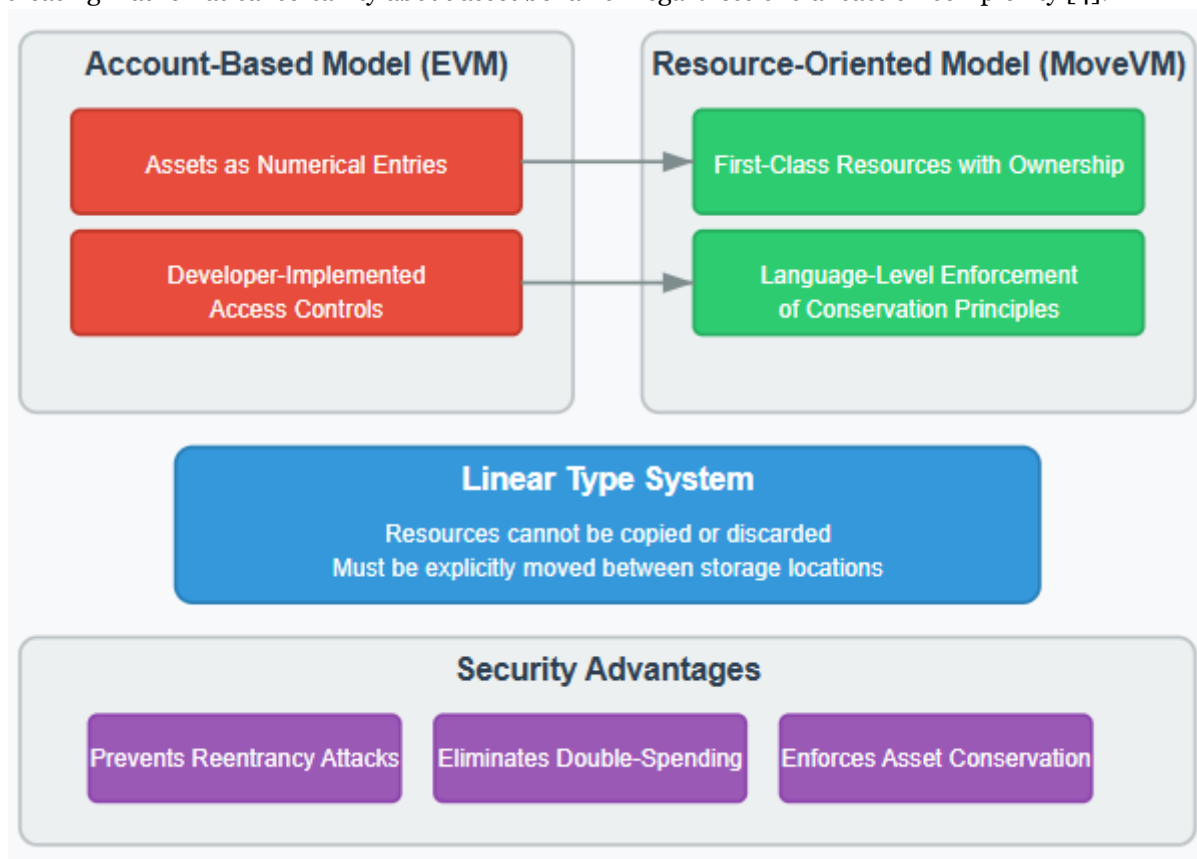 Account-Based Model (EVM)
Resource-Oriented Model (MoveVM)
Assets as Numerical Entries
First-Class Resources with Ownership
Developer-Implemented
Access Controls
Language-Level Enforcement
of Conservation Principles
Linear Type System
Resources cannot be copied or discarded
Must be explicitly moved between storage locations
Security Advantages
Prevents Reentrancy Attacks
Eliminates Double-Spending
Enforces Asset Conservation